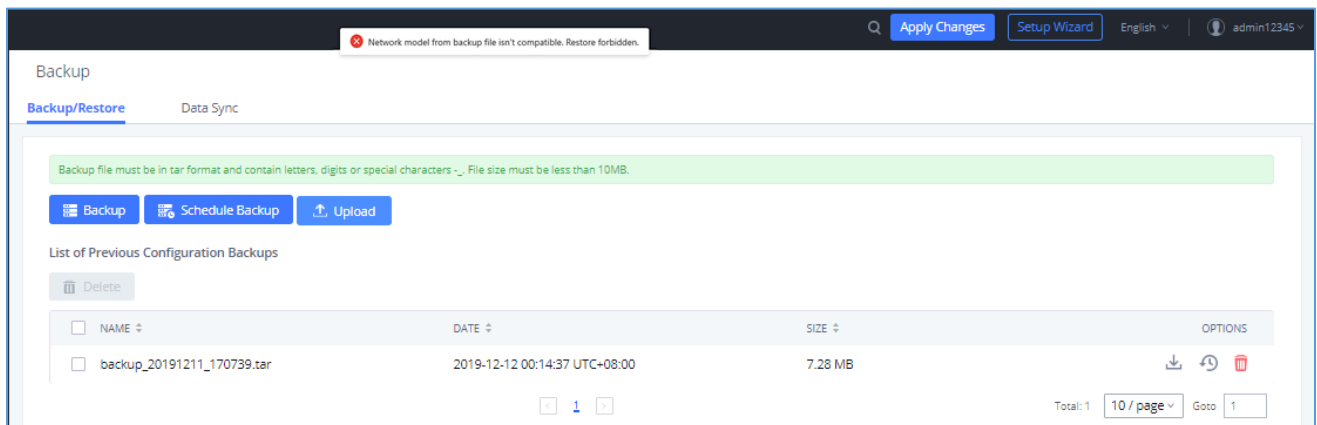 Apply Changes Setup Wizard English admin12345
Network model from backup file isn't compatible. Restore forbidden.
Backup
Backup/Restore Data Sync
Backup file must be in tar format and contain letters, digits or special characters -_. File size must be less than 10MB.
Backup Schedule Backup Upload
List of Previous Configuration Backups
Delete
NAME DATE SIZE OPTIONS
backup_20191211_170739.tar 2019-12-12 00:14:37 UTC+08:00 7.28 MB
< 1 > Total: 1 10 / page Goto 1